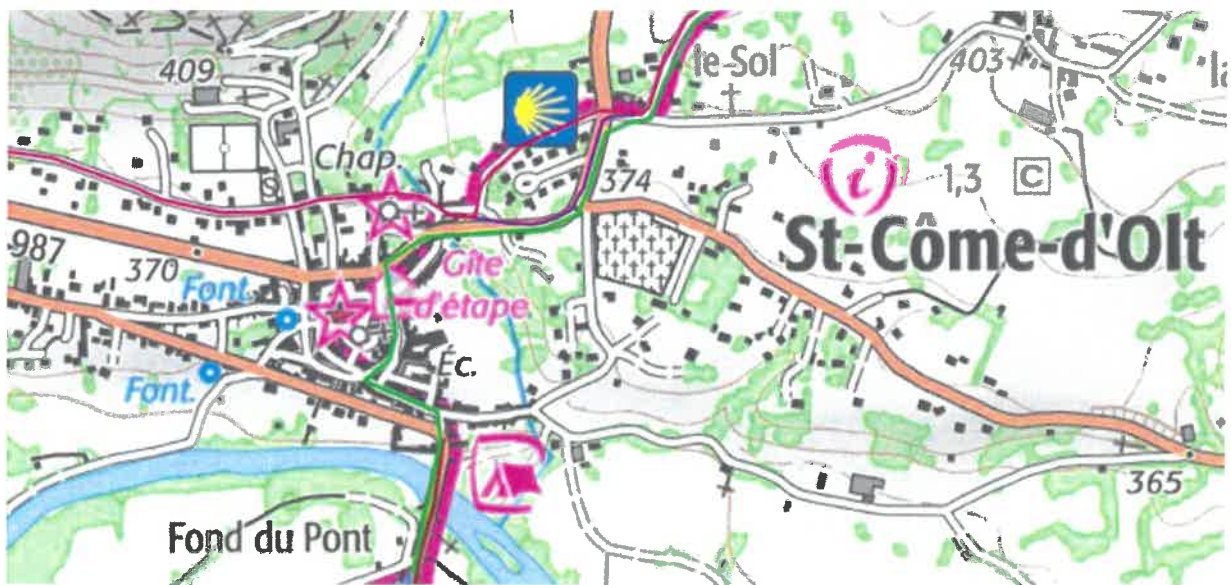 409
le Sol
403
Chap.
S
374
i
1,3
C
St-Côme-d'Olt
987
370
Font.
Gîte
d'étape
ÉC.
Font.
365
Fond du Pont